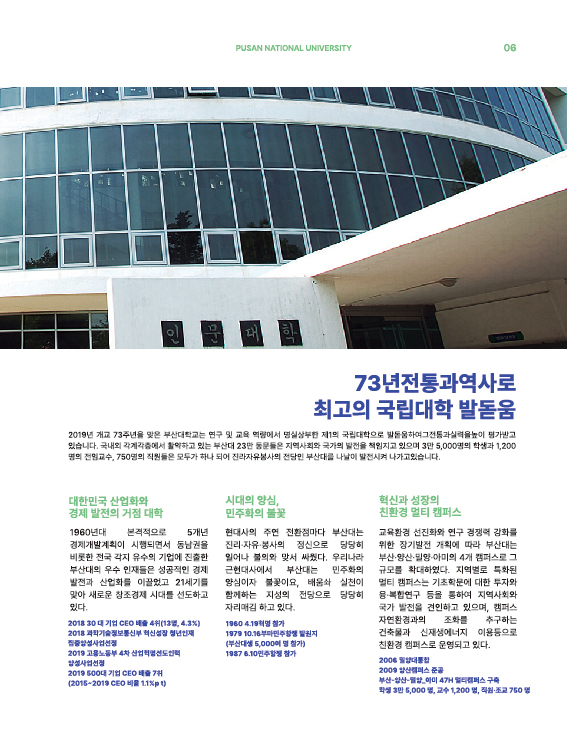 PUSAN NATIONAL UNIVERSITY
06
인문대학
73년전통과역사로
최고의 국립대학 발돋움
2019년 개교 73주년을 맞은 부산대학교는 연구 및 교육 역량에서 명실상부한 제1의 국립대학으로 발돋움하여그전통과실력을높이 평가받고
있습니다. 국내외 각계각층에서 활약하고 있는 부산대 23만 동문들은 지역사회와 국가의 발전을 책임지고 있으며 3만 5,000명의 학생과 1,200
명의 전임교수, 750명의 직원들은 모두가 하나 되어 진리자유봉사의 전당인 부산대를 나날이 발전시켜 나가고있습니다.
대한민국 산업화와
경제 발전의 거점 대학
1960년대 본격적으로 5개년
경제개발계획이 시행되면서 동남권을
비롯한 전국 각지 유수의 기업에 진출한
부산대의 우수 인재들은 성공적인 경제
발전과 산업화를 이끌었고 21세기를
맞아 새로운 창조경제 시대를 선도하고
있다.
2018 30 대 기업 CEO 배출 4위(13명, 4.3%)
2018 과학기술정보통신부 혁신성장 청년인재
집중양성사업선정
2019 고용노동부 4차 산업혁명선도인력
양성사업선정
2019 500대 기업 CEO 배출 7위
(2015~2019 CEO 비율 1.1%p t)
시대의 양심,
민주화의 불꽃
현대사의 주연 전환점마다 부산대는
진리·자유·봉사의 정신으로 당당히
일어나 불의와 맞서 싸웠다. 우리나라
근현대사에서 부산대는 민주화의
양심이자 불꽃이요, 배움와 실천이
함께하는 지성의 전당으로 당당히
자리매김 하고 있다.
1960 4.19혁명 참가
1979 10.16부마민주항쟁 발원지
(부산대생 5,000여 명 참가)
1987 6.10민주항쟁 참가
혁신과 성장의
친환경 멀티 캠퍼스
교육환경 선진화와 연구 경쟁력 강화를
위한 장기발전 개획에 따라 부산대는
부산·양산·밀양·아미의 4개 캠퍼스로 그
규모를 확대하였다. 지역별로 특화된
멀티 캠퍼스는 기초학문에 대한 투자와
융·복합연구 등을 통하여 지역사회와
국가 발전을 견인하고 있으며, 캠퍼스
자연환경과의 조화를 추구하는
건축물과 신재생에너지 이용등으로
친환경 캠퍼스로 운영되고 있다.
2006 밀양대통합
2009 양산캠퍼스 준공
부산-양산-밀양_아미 47H 멀티캠퍼스 구축
학생 3만 5,000 명, 교수 1,200 명, 직원·조교 750 명